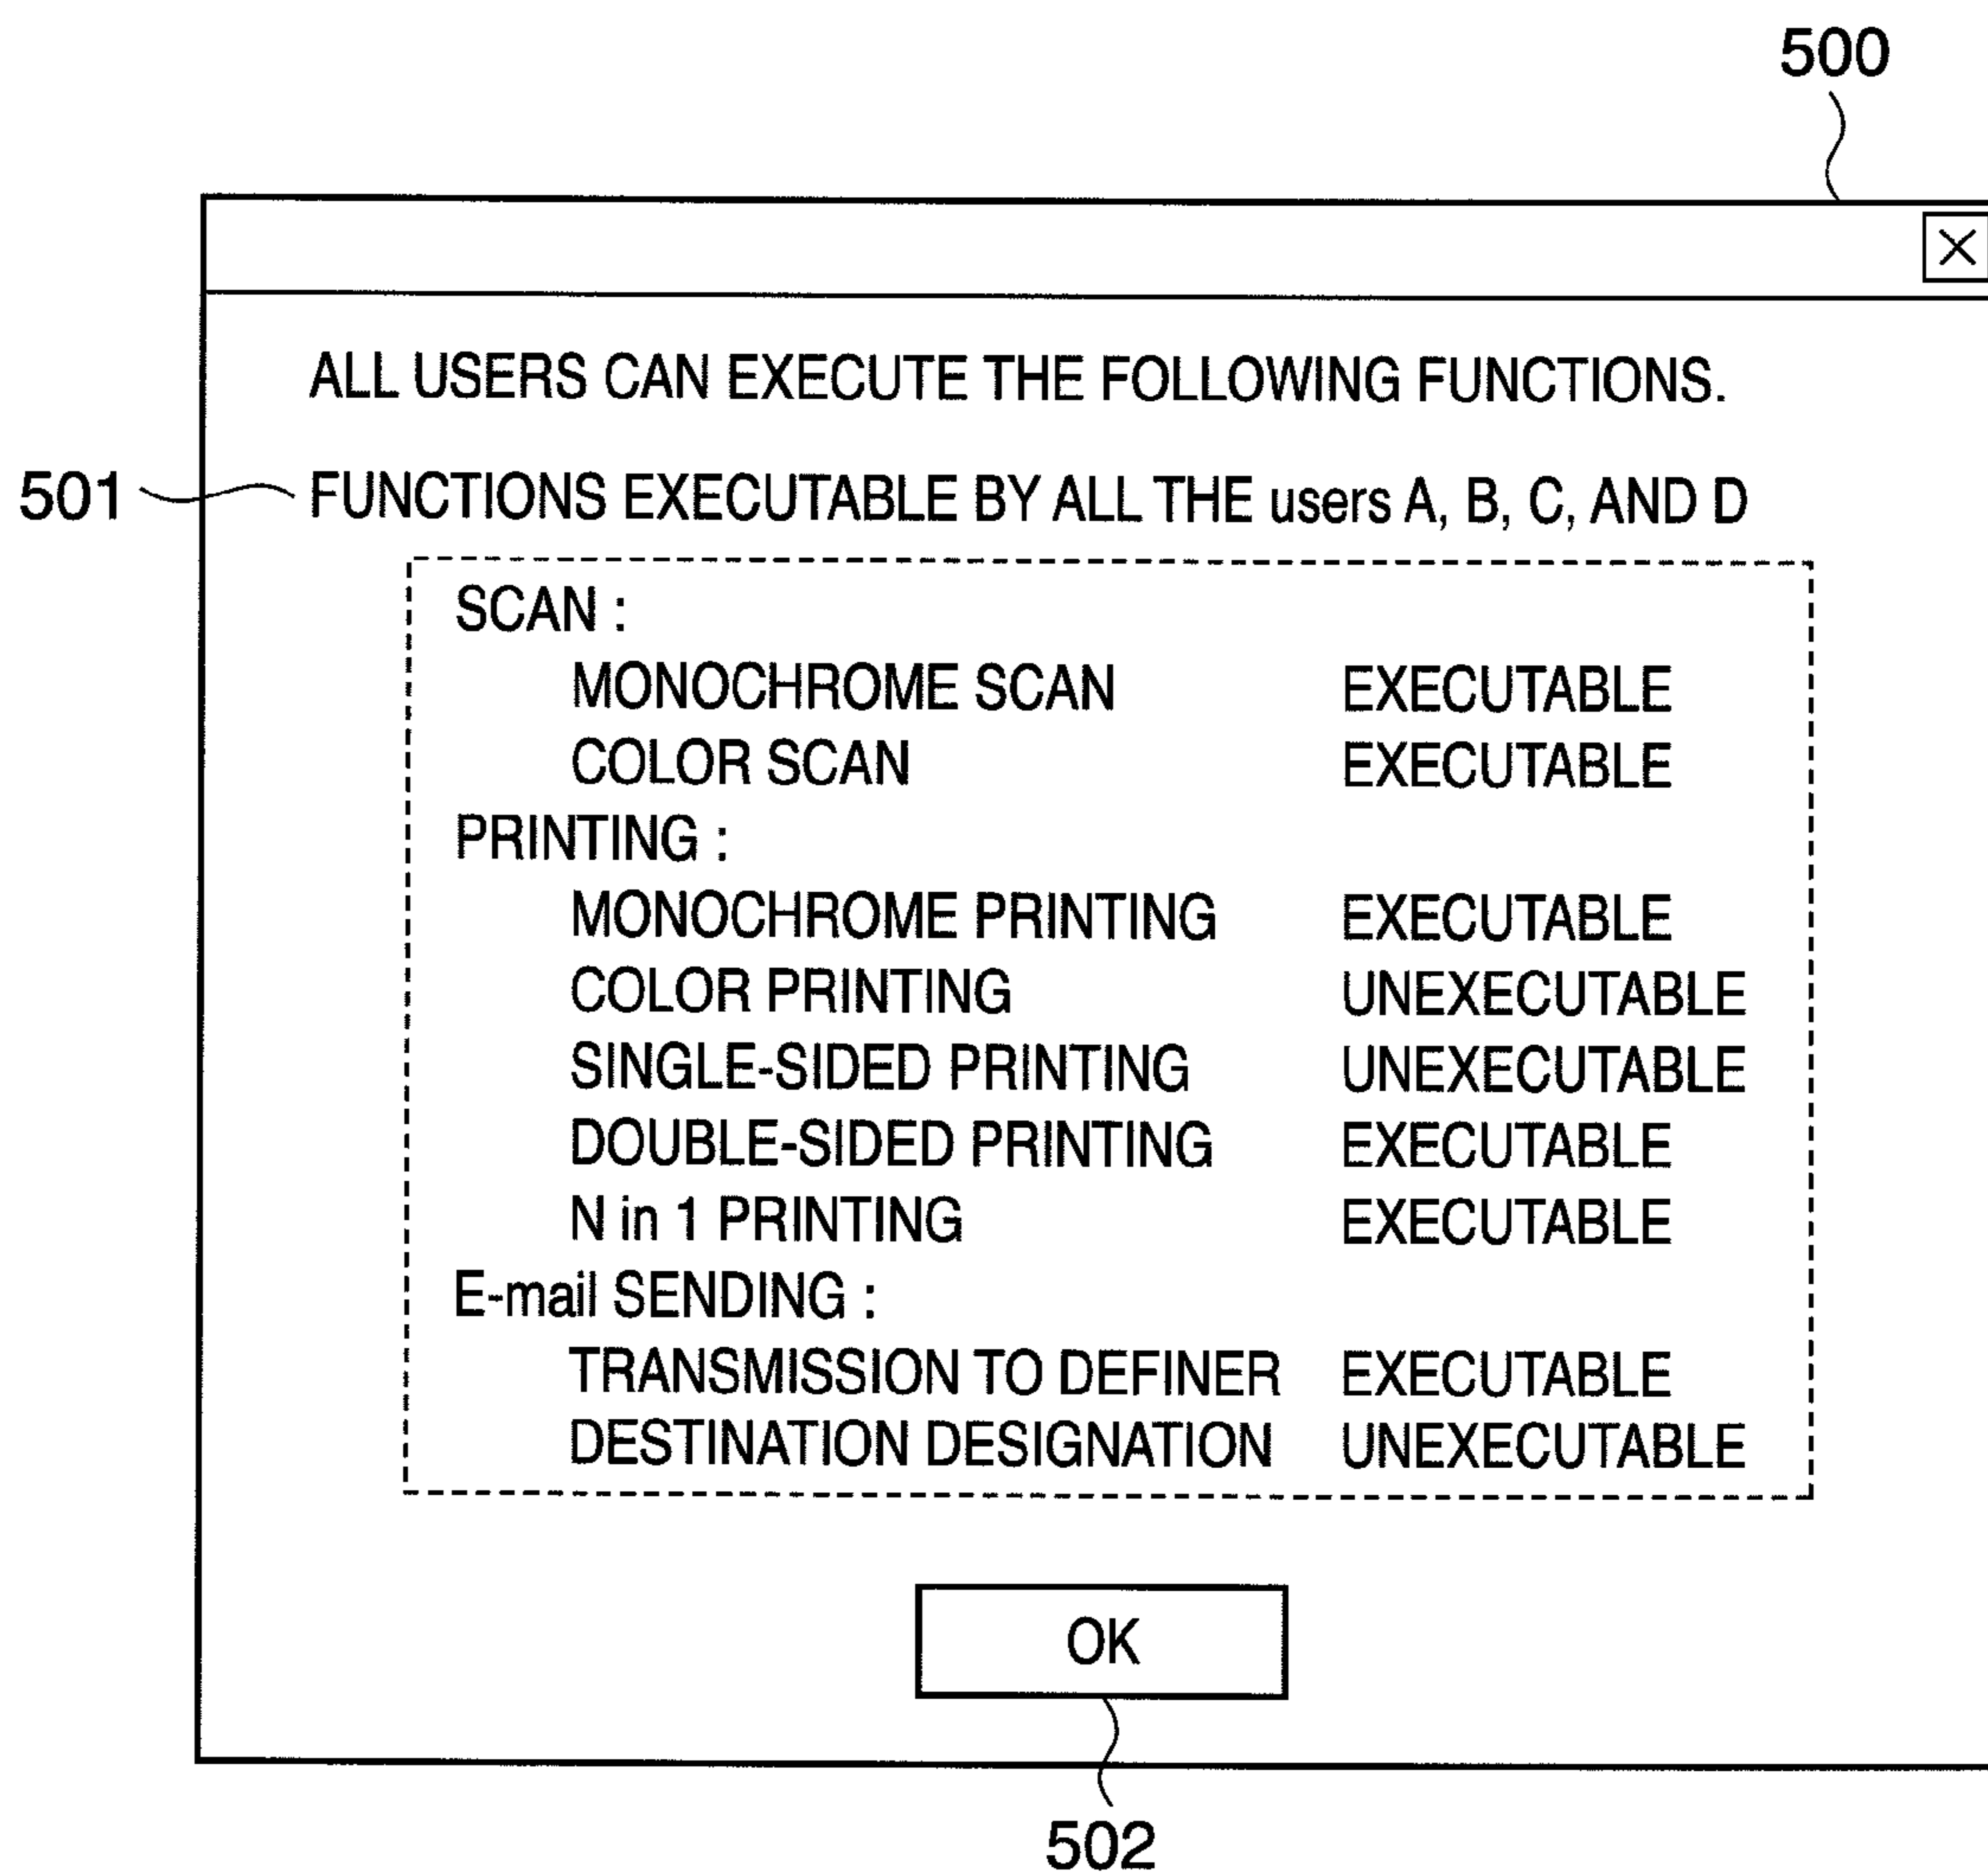 500
ALL USERS CAN EXECUTE THE FOLLOWING FUNCTIONS.
501 FUNCTIONS EXECUTABLE BY ALL THE users A, B, C, AND D
SCAN :
MONOCHROME SCAN EXECUTABLE
COLOR SCAN EXECUTABLE
PRINTING :
MONOCHROME PRINTING EXECUTABLE
COLOR PRINTING UNEXECUTABLE
SINGLE-SIDED PRINTING UNEXECUTABLE
DOUBLE-SIDED PRINTING EXECUTABLE
N in 1 PRINTING EXECUTABLE
E-mail SENDING :
TRANSMISSION TO DEFINER EXECUTABLE
DESTINATION DESIGNATION UNEXECUTABLE
OK
502